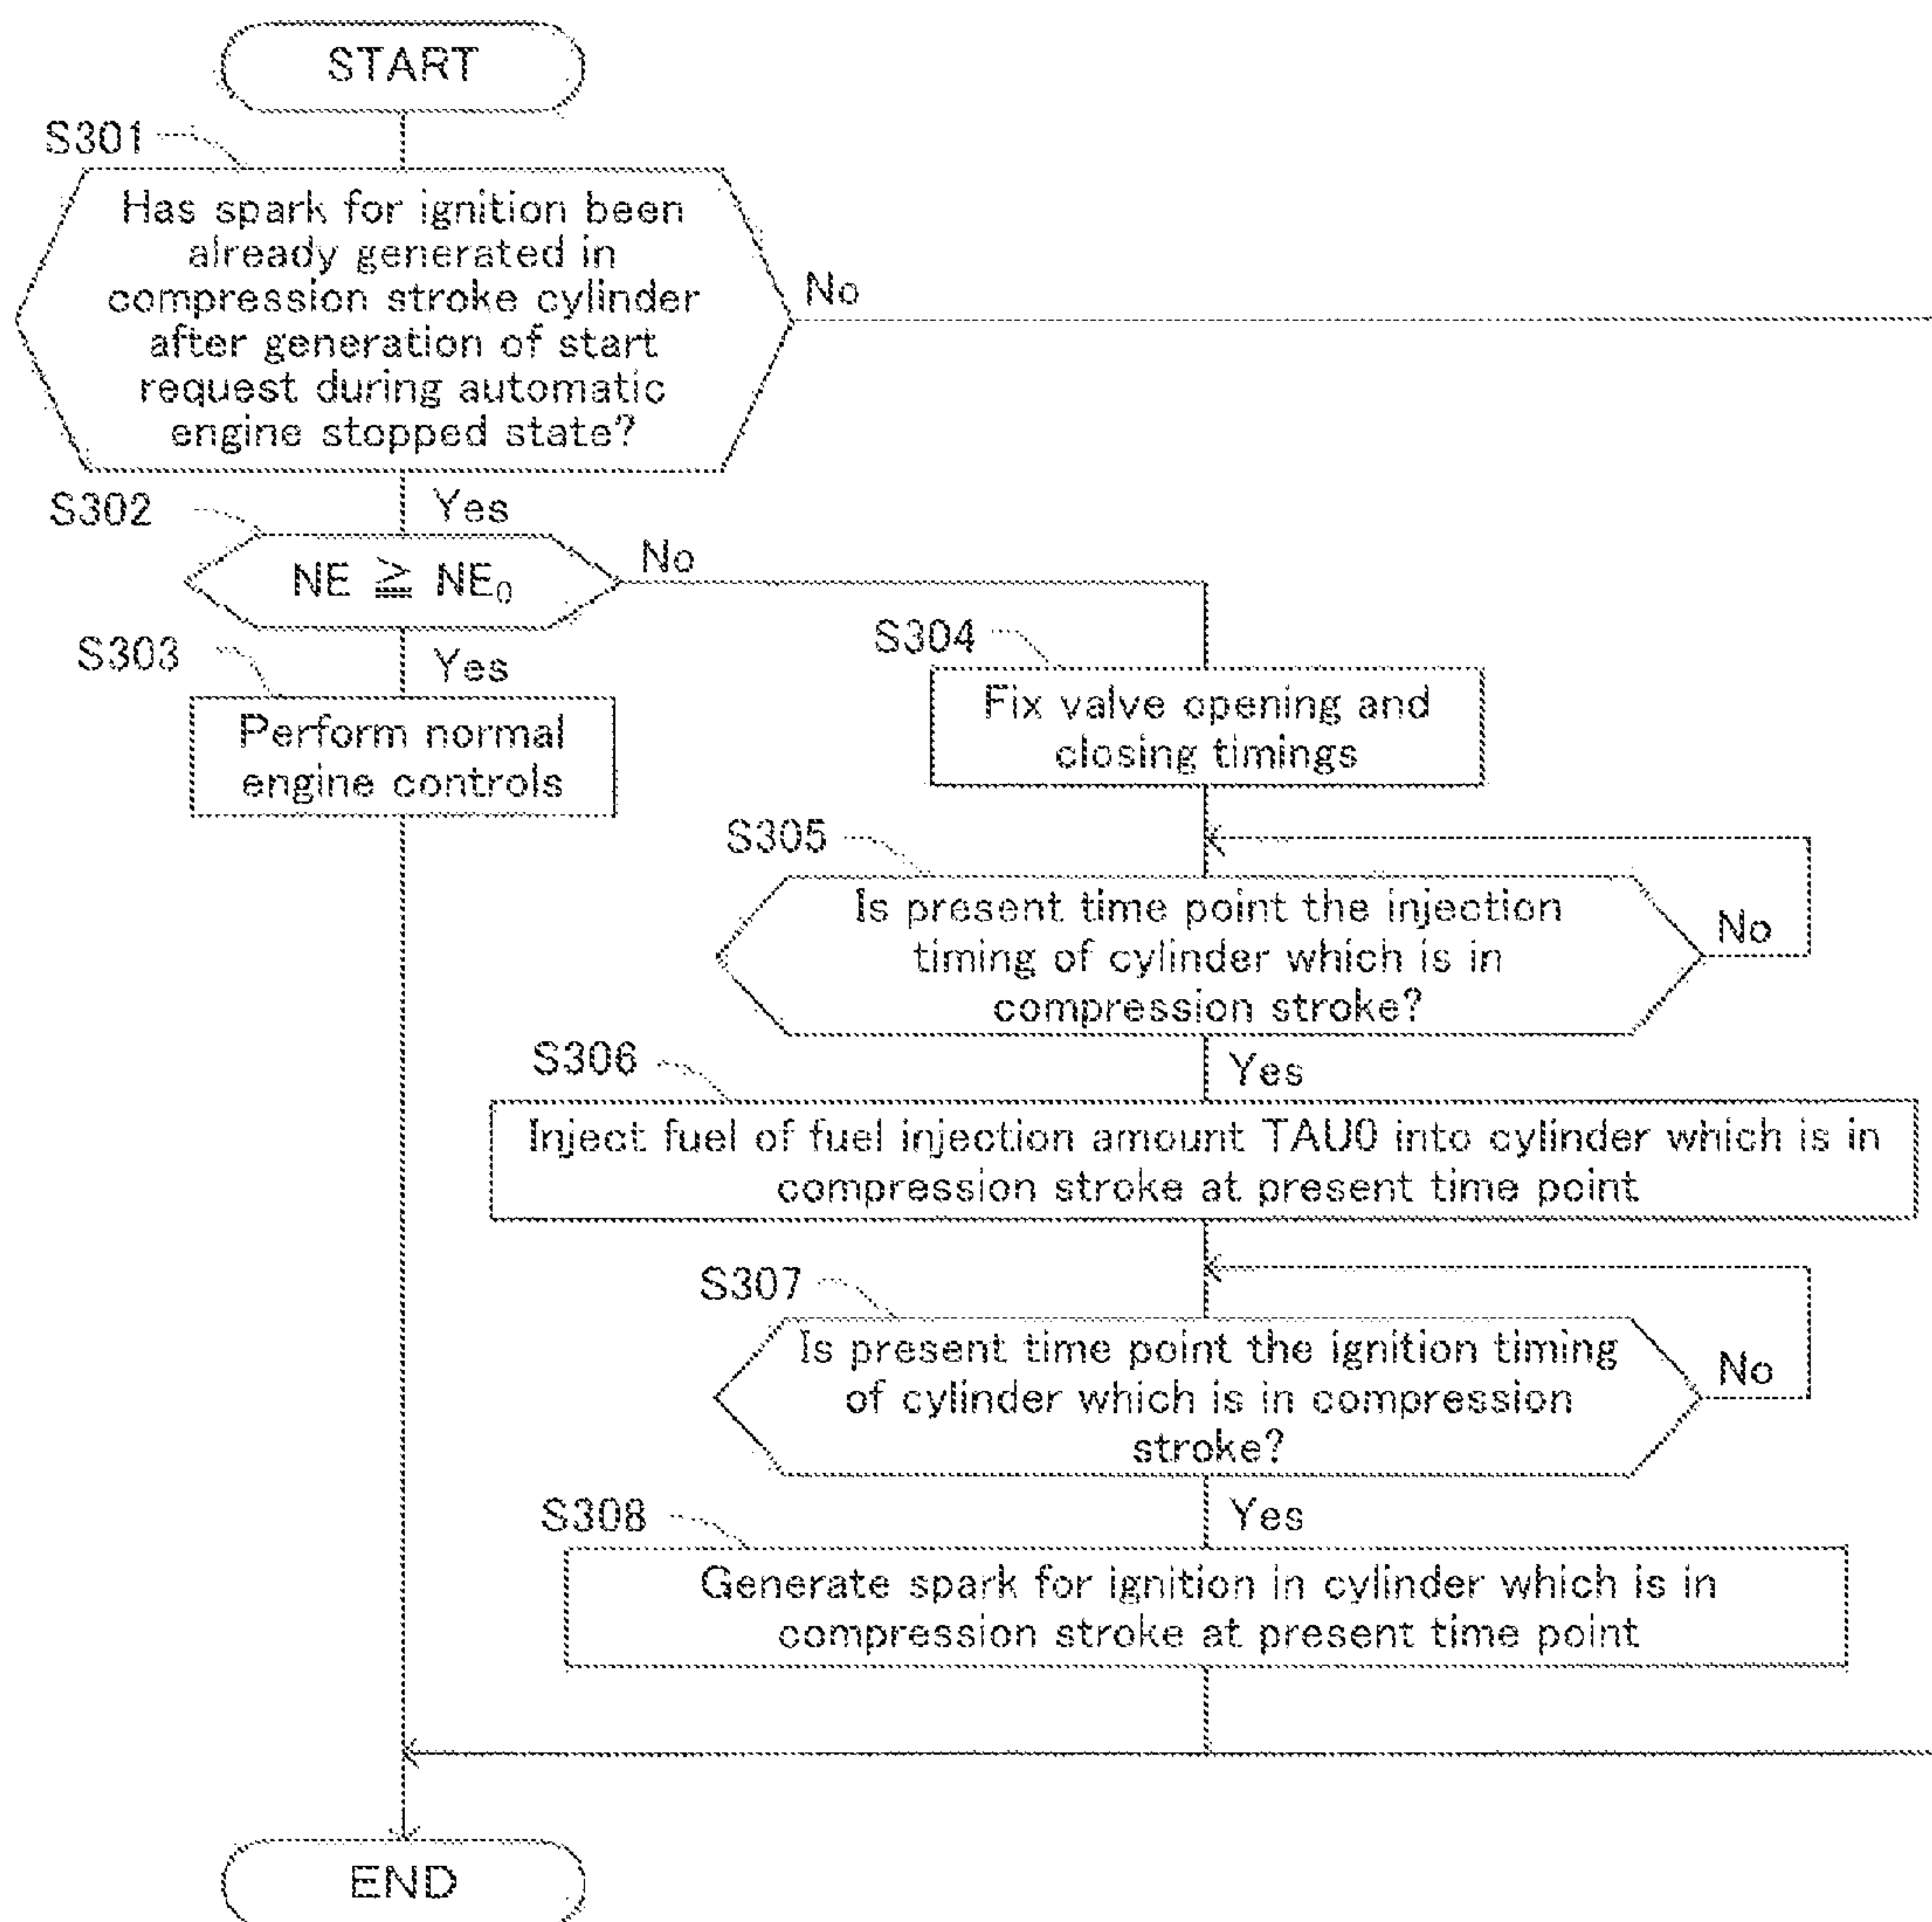 START
S301
Has spark for ignition been
already generated in
compression stroke cylinder
after generation of start
request during automatic
engine stopped state?
No
Yes
S302
NE ≧ NE₀
No
Yes
S303
Perform normal
engine controls
S304
Fix valve opening and
closing timings
S305
Is present time point the injection
timing of cylinder which is in
compression stroke?
No
Yes
S306
Inject fuel of fuel injection amount TAU0 into cylinder which is in
compression stroke at present time point
S307
Is present time point the ignition timing
of cylinder which is in compression
stroke?
No
Yes
S308
Generate spark for ignition in cylinder which is in
compression stroke at present time point
END